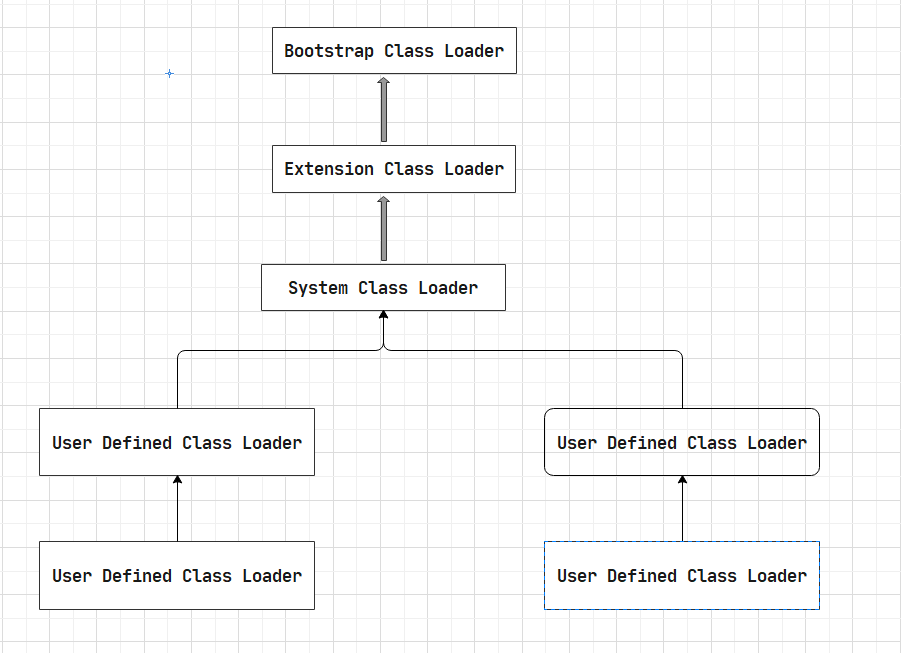 Bootstrap Class Loader
Extension Class Loader
System Class Loader
User Defined Class Loader
User Defined Class Loader
User Defined Class Loader
User Defined Class Loader